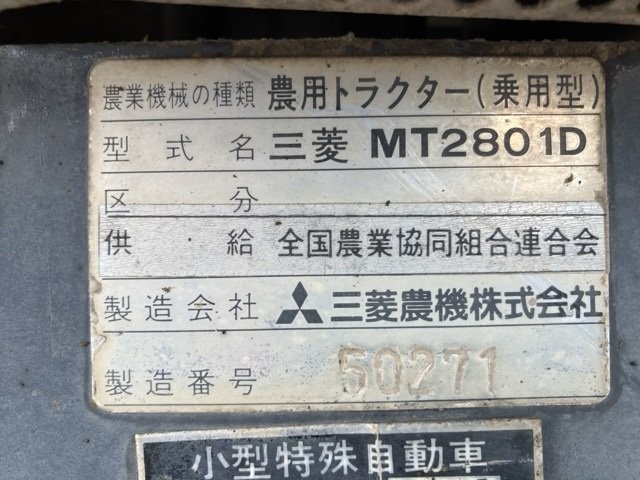 農業機械の種類 農用トラクター(乗用型)
型式名 三菱 MT2801D
区分
供給 全国農業協同組合連合会
製造会社 三菱農機株式会社
製造番号 50271
小型特殊自動車